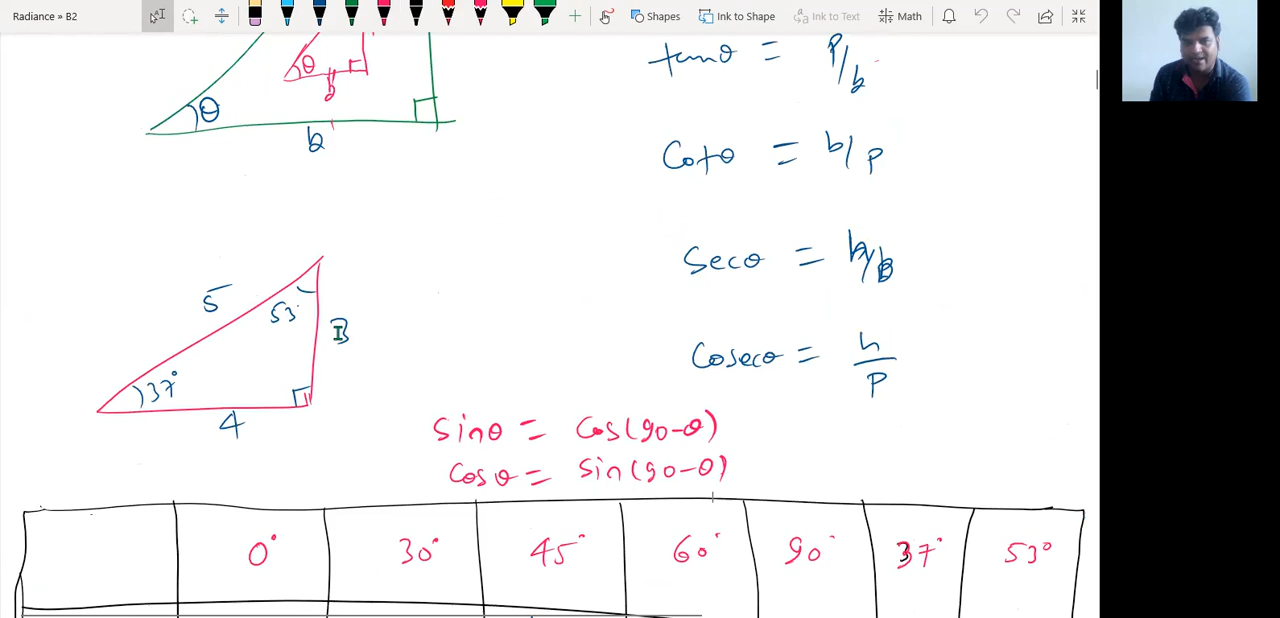 Radiance » B2
Shapes
Ink to Shape
Ink to Text
Math
θ
b
θ
b
tanθ = P/b
Cotθ = b/P
Secθ = h/B
Cosecθ = h/P
5
53°
3
37°
4
Sinθ = Cos(90-θ)
Cosθ = Sin(90-θ)
0° 30° 45° 60° 90° 37° 53°